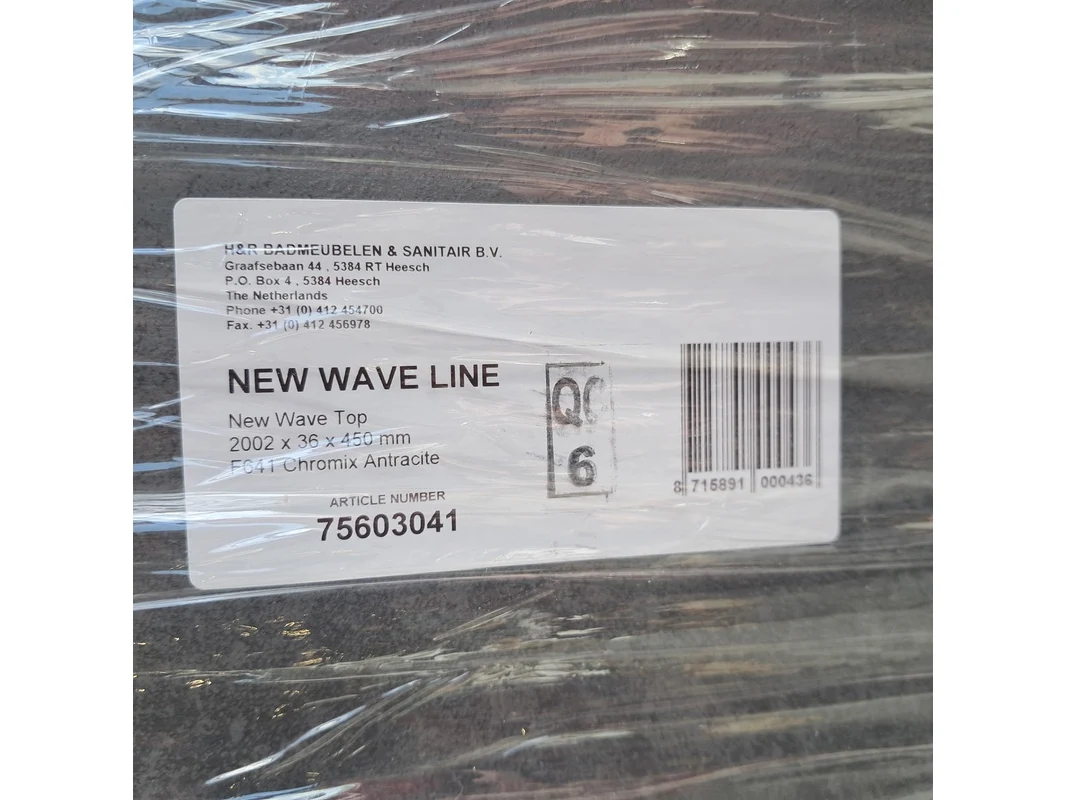 H&R BADMEUBELEN & SANITAIR B.V.
Graafsebaan 44 , 5384 RT Heesch
P.O. Box 4 , 5384 Heesch
The Netherlands
Phone +31 (0) 412 454700
Fax. +31 (0) 412 456978
NEW WAVE LINE
New Wave Top
2002 x 36 x 450 mm
F641 Chromix Antracite
ARTICLE NUMBER
75603041
QC
6
8 715891 000436